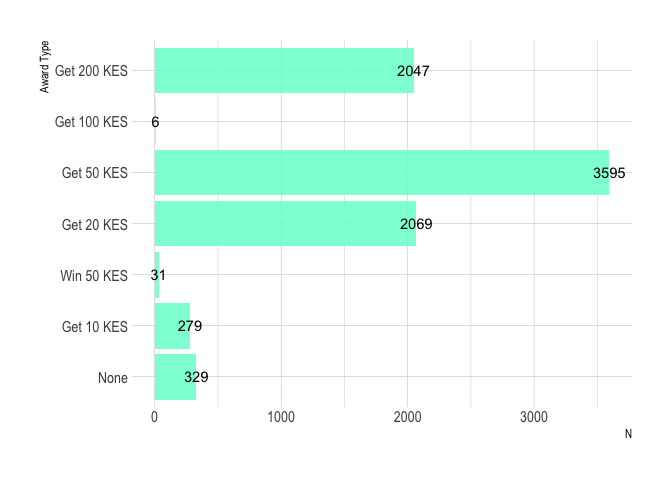 Award Type
Get 200 KES
2047
Get 100 KES
6
Get 50 KES
3595
Get 20 KES
2069
Win 50 KES
31
Get 10 KES
279
None
329
0 1000 2000 3000
N